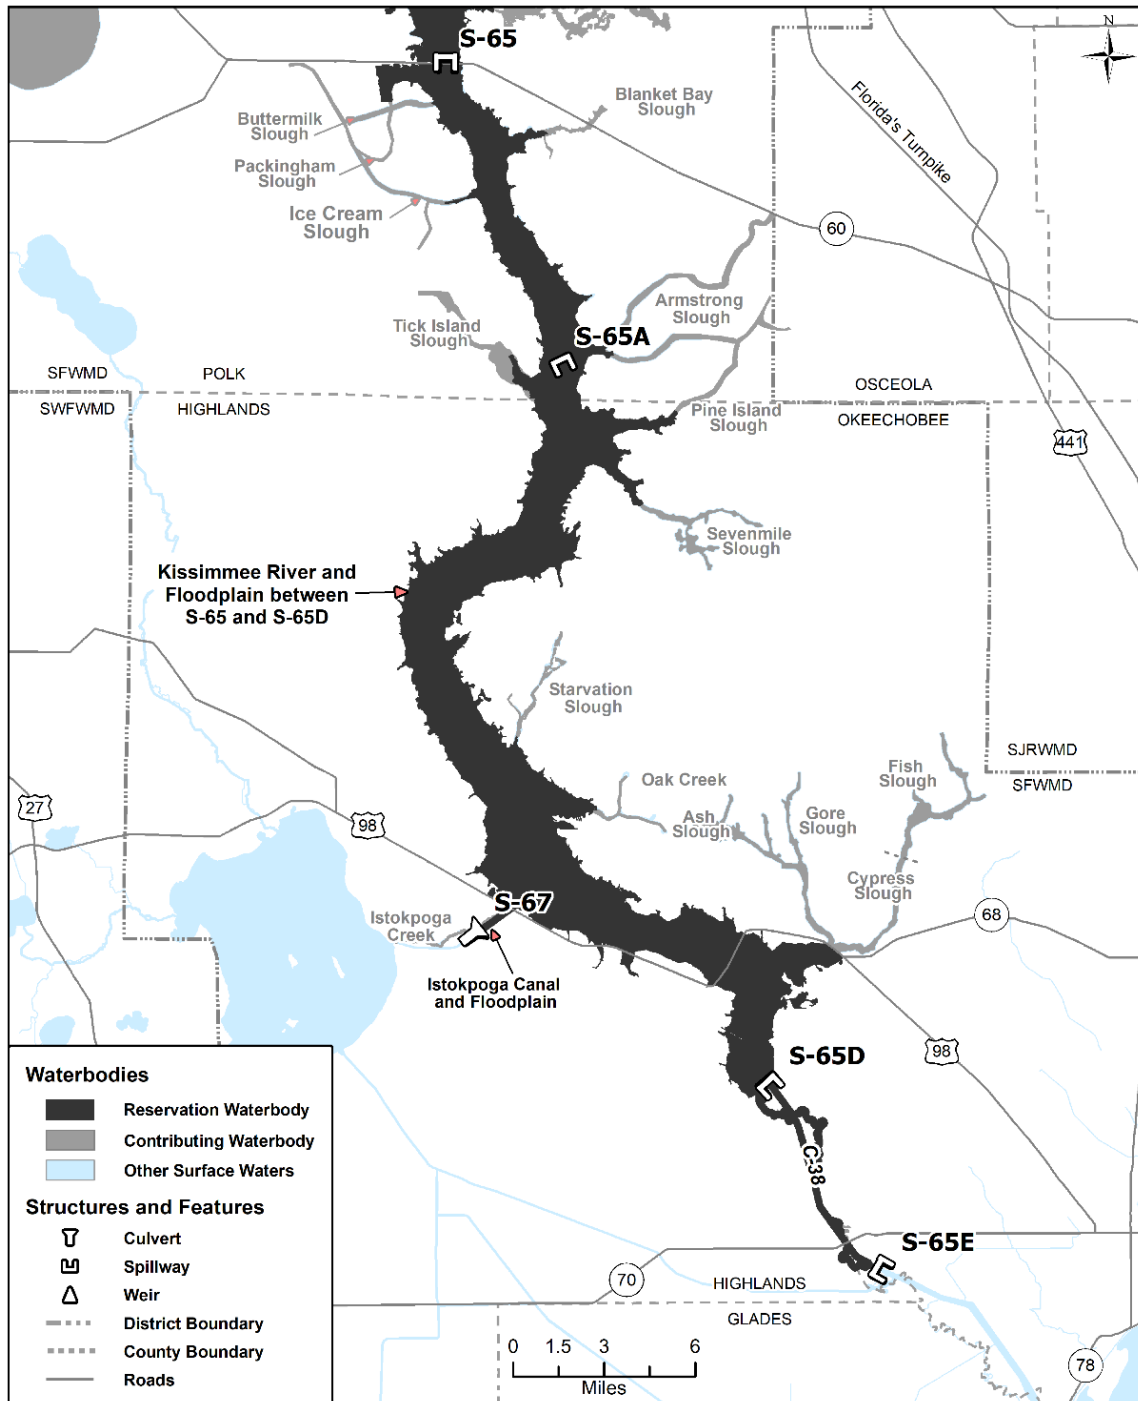 S-65
N
Blanket Bay
Slough
Florida's Turnpike
Buttermilk
Slough
Packingham
Slough
Ice Cream
Slough
60
Armstrong
Slough
Tick Island
Slough
S-65A
SFWMD
POLK
SWFWMD
HIGHLANDS
OSCEOLA
OKEECHOBEE
Pine Island
Slough
441
Sevenmile
Slough
Kissimmee River and
Floodplain between
S-65 and S-65D
Starvation
Slough
SJRWMD
SFWMD
Fish
Slough
Oak Creek
27
98
Ash
Slough
Gore
Slough
Cypress
Slough
S-67
Istokpoga
Creek
68
Istokpoga Canal
and Floodplain
98
S-65D
C-38
S-65E
70
HIGHLANDS
GLADES
78
0 1.5 3 6
Miles
Waterbodies
Reservation Waterbody
Contributing Waterbody
Other Surface Waters
Structures and Features
Culvert
Spillway
Weir
District Boundary
County Boundary
Roads